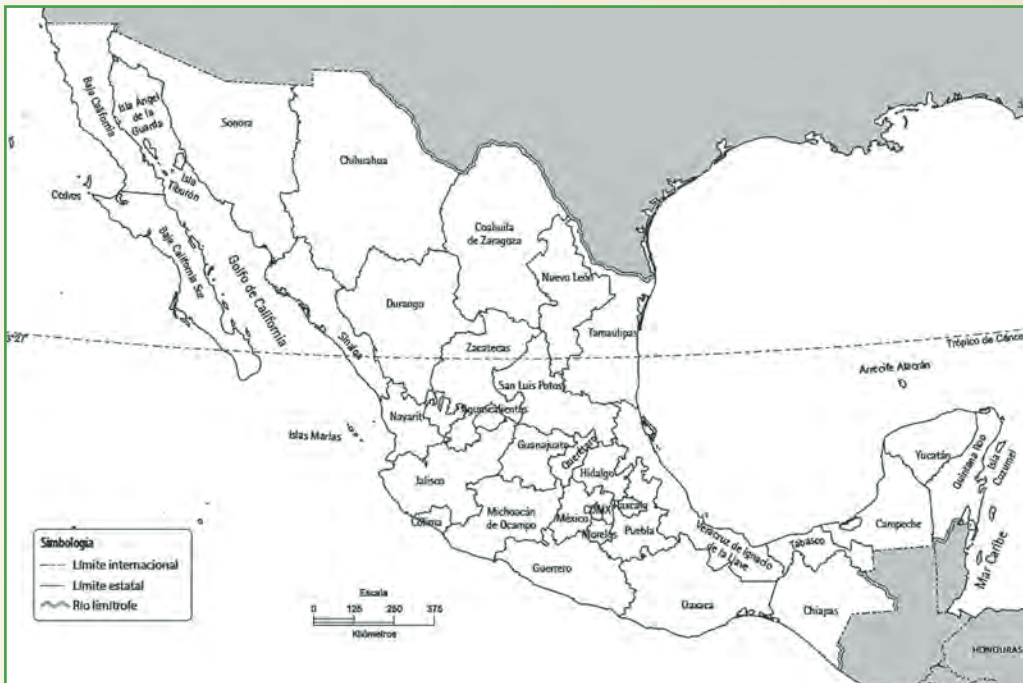 Baja California
Isla Ángel
de la
Guarda
Sonora
Isla
Tiburón
Chihuahua
Cedros
Baja California Sur
Golfo de California
Coahuila
de Zaragoza
Nuevo León
Durango
Sinaloa
Tamaulipas
Zacatecas
Trópico de Cánce
Arrecife Alacrán
San Luis Potosí
Nayarit
Aguascalientes
Islas Marías
Guanajuato
Querétaro
Hidalgo
Yucatán
Quintana Roo
Isla
Cozumel
Jalisco
Colima
Michoacán
de Ocampo
México
CDMX
Tlaxcala
Morelos
Puebla
Veracruz de Ignacio
de la Llave
Tabasco
Campeche
Mar Caribe
Guerrero
Oaxaca
Chiapas
HONDURAS
Simbología
Límite internacional
Límite estatal
Río limítrofe
Escala
0 125 250 375
Kilómetros